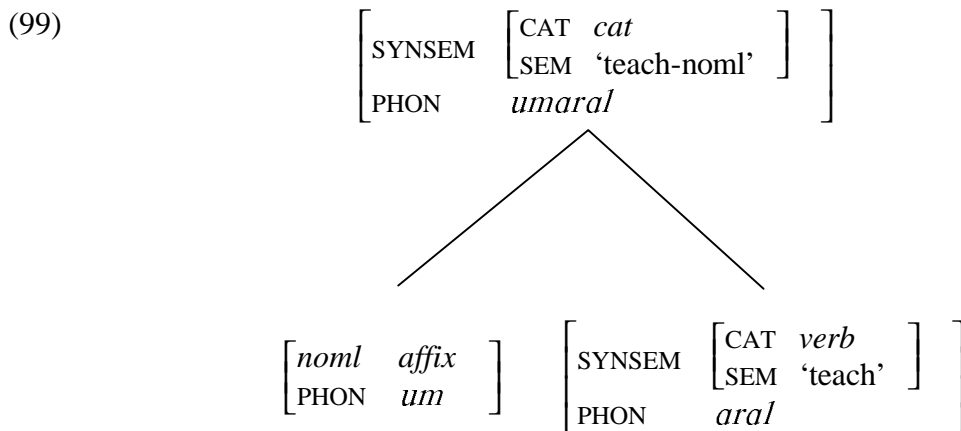 (99)
SYNSEM CAT cat
SEM ‘teach-noml’
PHON umaral
noml affix
PHON um
SYNSEM CAT verb
SEM ‘teach’
PHON aral